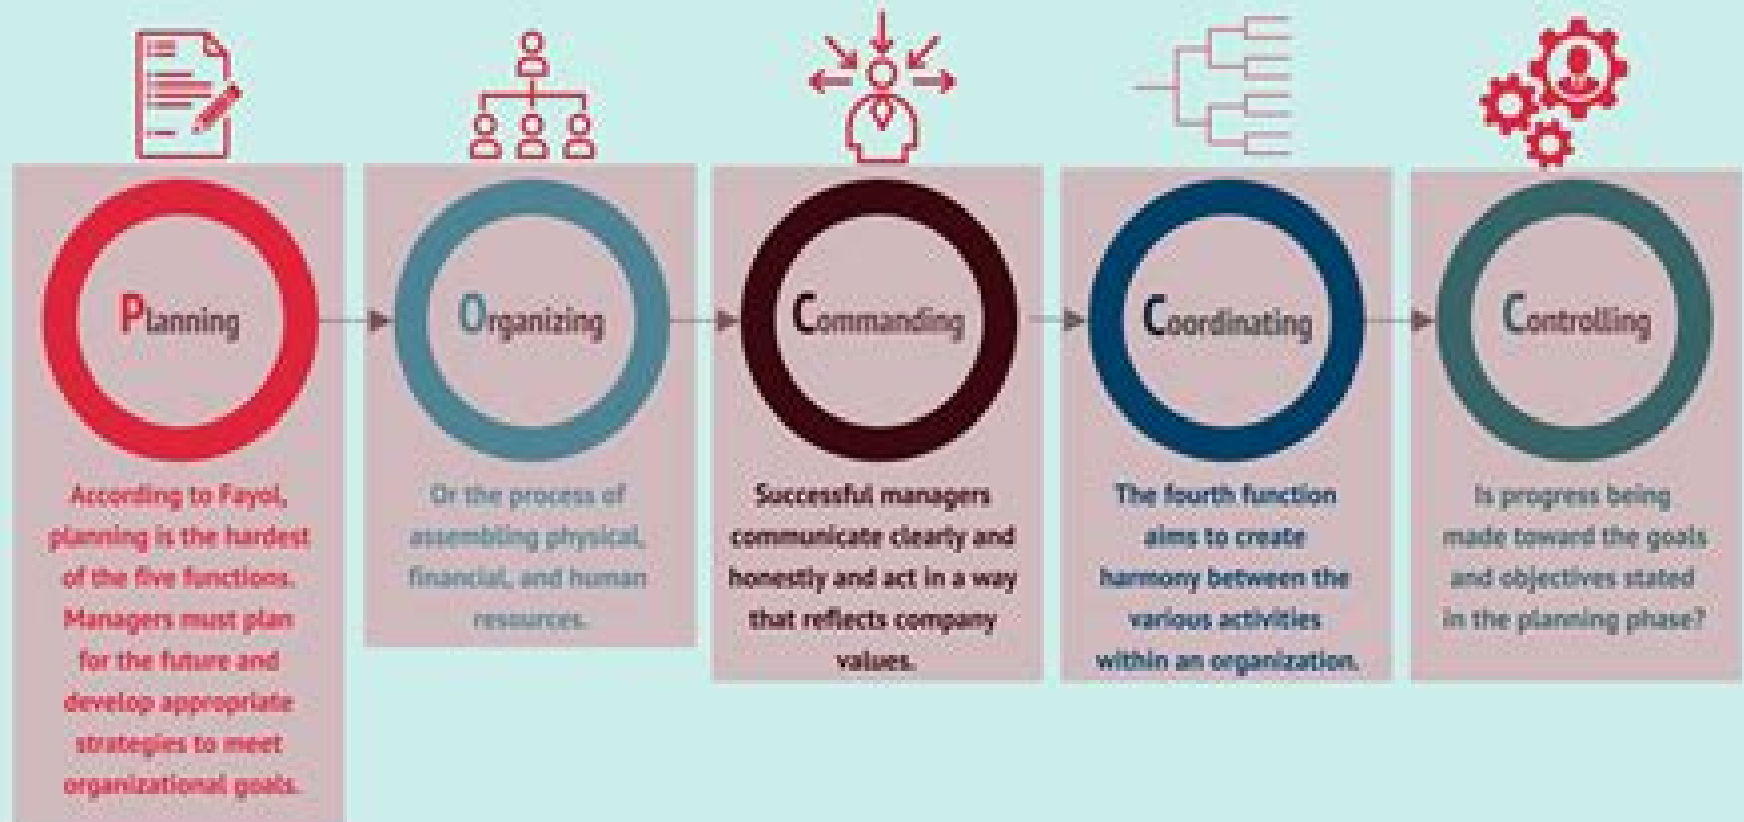 Planning
According to Fayol,
planning is the hardest
of the five functions.
Managers must plan
for the future and
develop appropriate
strategies to meet
organizational goals.
Organizing
Or the process of
assembling physical,
financial, and human
resources.
Commanding
Successful managers
communicate clearly and
honestly and act in a way
that reflects company
values.
Coordinating
The fourth function
aims to create
harmony between the
various activities
within an organization.
Controlling
Is progress being
made toward the goals
and objectives stated
in the planning phase?